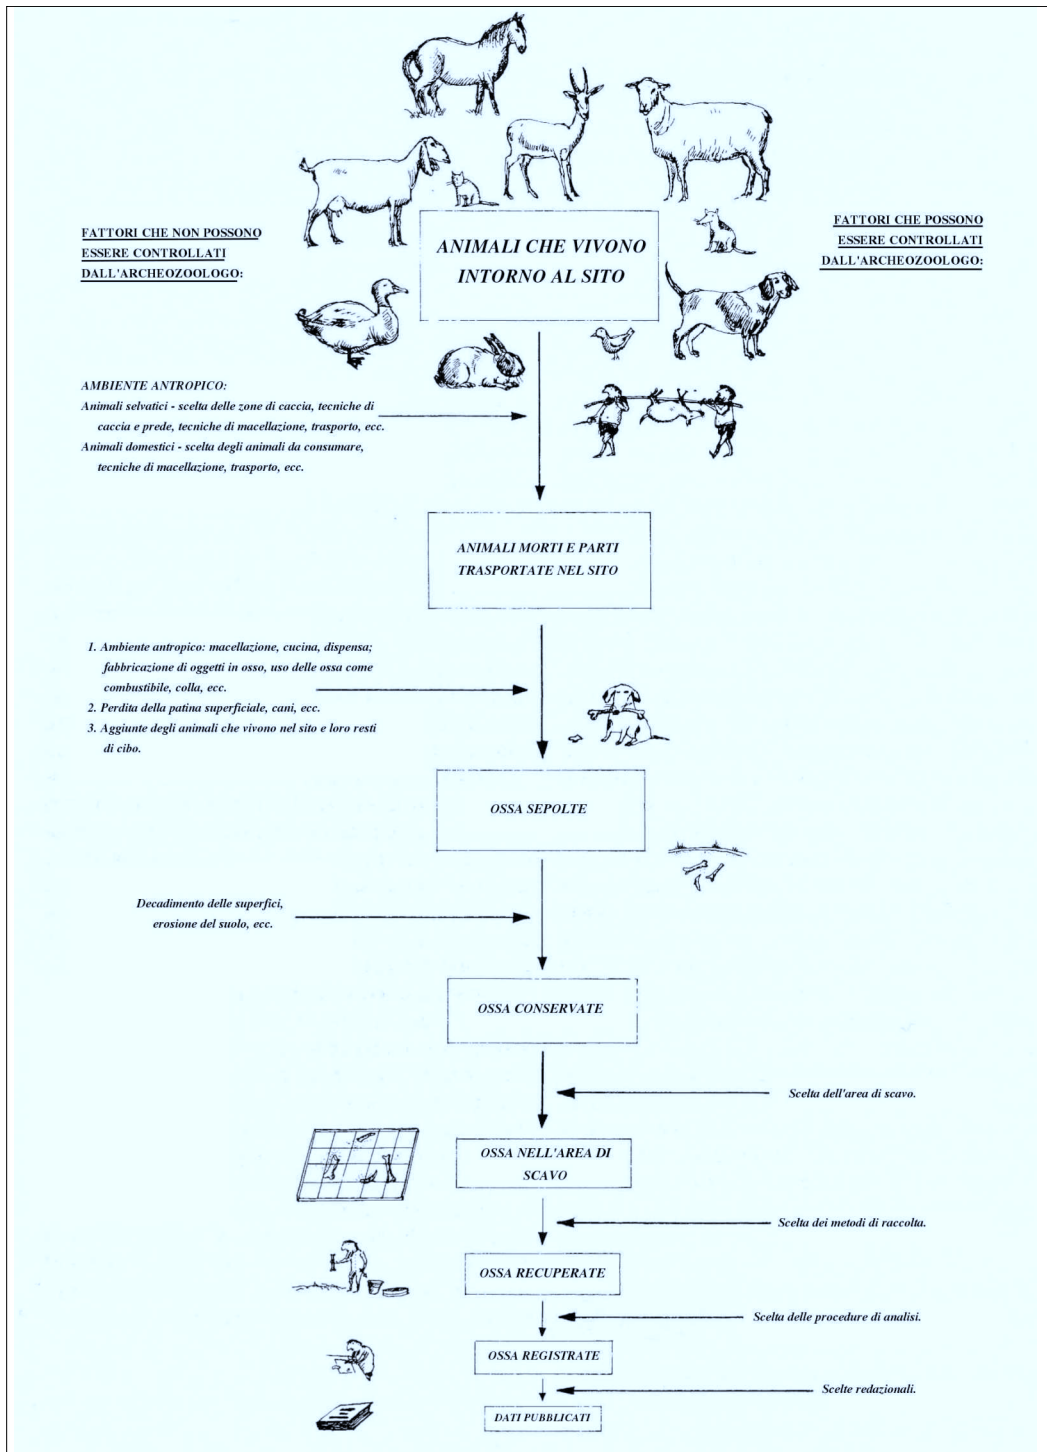 FATTORI CHE NON POSSONO
ESSERE CONTROLLATI
DALL'ARCHEOZOOLOGO:
FATTORI CHE POSSONO
ESSERE CONTROLLATI
DALL'ARCHEOZOOLOGO:
ANIMALI CHE VIVONO
INTORNO AL SITO
AMBIENTE ANTROPICO:
Animali selvatici - scelta delle zone di caccia, tecniche di
caccia e prede, tecniche di macellazione, trasporto, ecc.
Animali domestici - scelta degli animali da consumare,
tecniche di macellazione, trasporto, ecc.
ANIMALI MORTI E PARTI
TRASPORTATE NEL SITO
1. Ambiente antropico: macellazione, cucina, dispensa;
fabbricazione di oggetti in osso, uso delle ossa come
combustibile, colla, ecc.
2. Perdita della patina superficiale, cani, ecc.
3. Aggiunte degli animali che vivono nel sito e loro resti
di cibo.
OSSA SEPOLTE
Decadimento delle superfici,
erosione del suolo, ecc.
OSSA CONSERVATE
Scelta dell'area di scavo.
OSSA NELL'AREA DI
SCAVO
Scelta dei metodi di raccolta.
OSSA RECUPERATE
Scelta delle procedure di analisi.
OSSA REGISTRATE
Scelte redazionali.
DATI PUBBLICATI